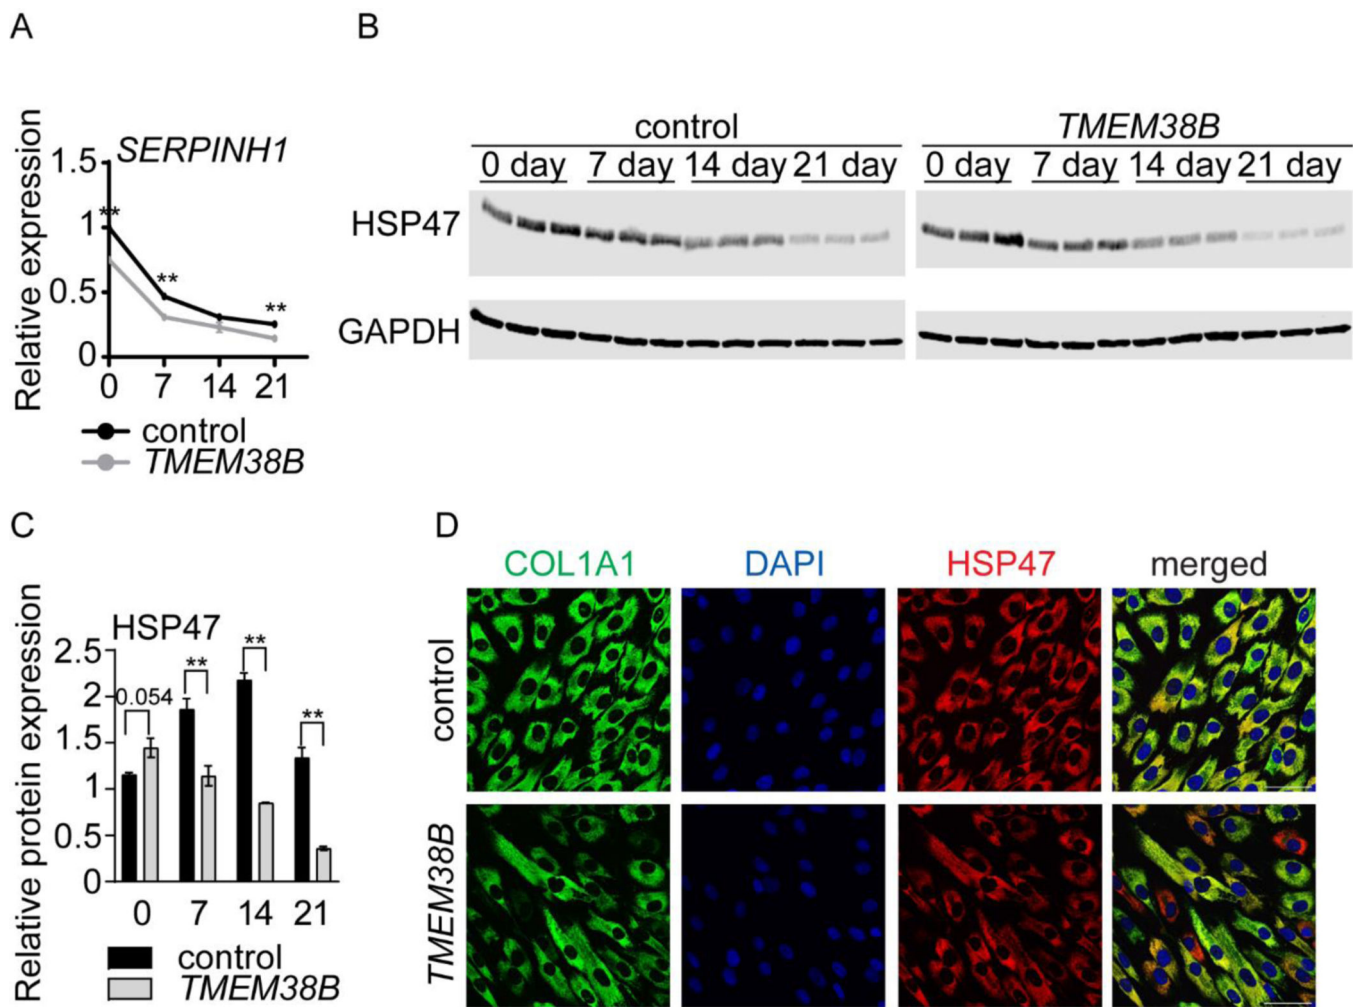 A
B
SERPINH1
Relative expression
1.5
1
0.5
0
**
**
**
0 7 14 21
control
TMEM38B
control
TMEM38B
0 day 7 day 14 day 21 day
0 day 7 day 14 day 21 day
HSP47
GAPDH
C
D
HSP47
Relative protein expression
2.5
2
1.5
1
0.5
0
0.054
**
**
**
0 7 14 21
control
TMEM38B
COL1A1 DAPI HSP47 merged
control
TMEM38B